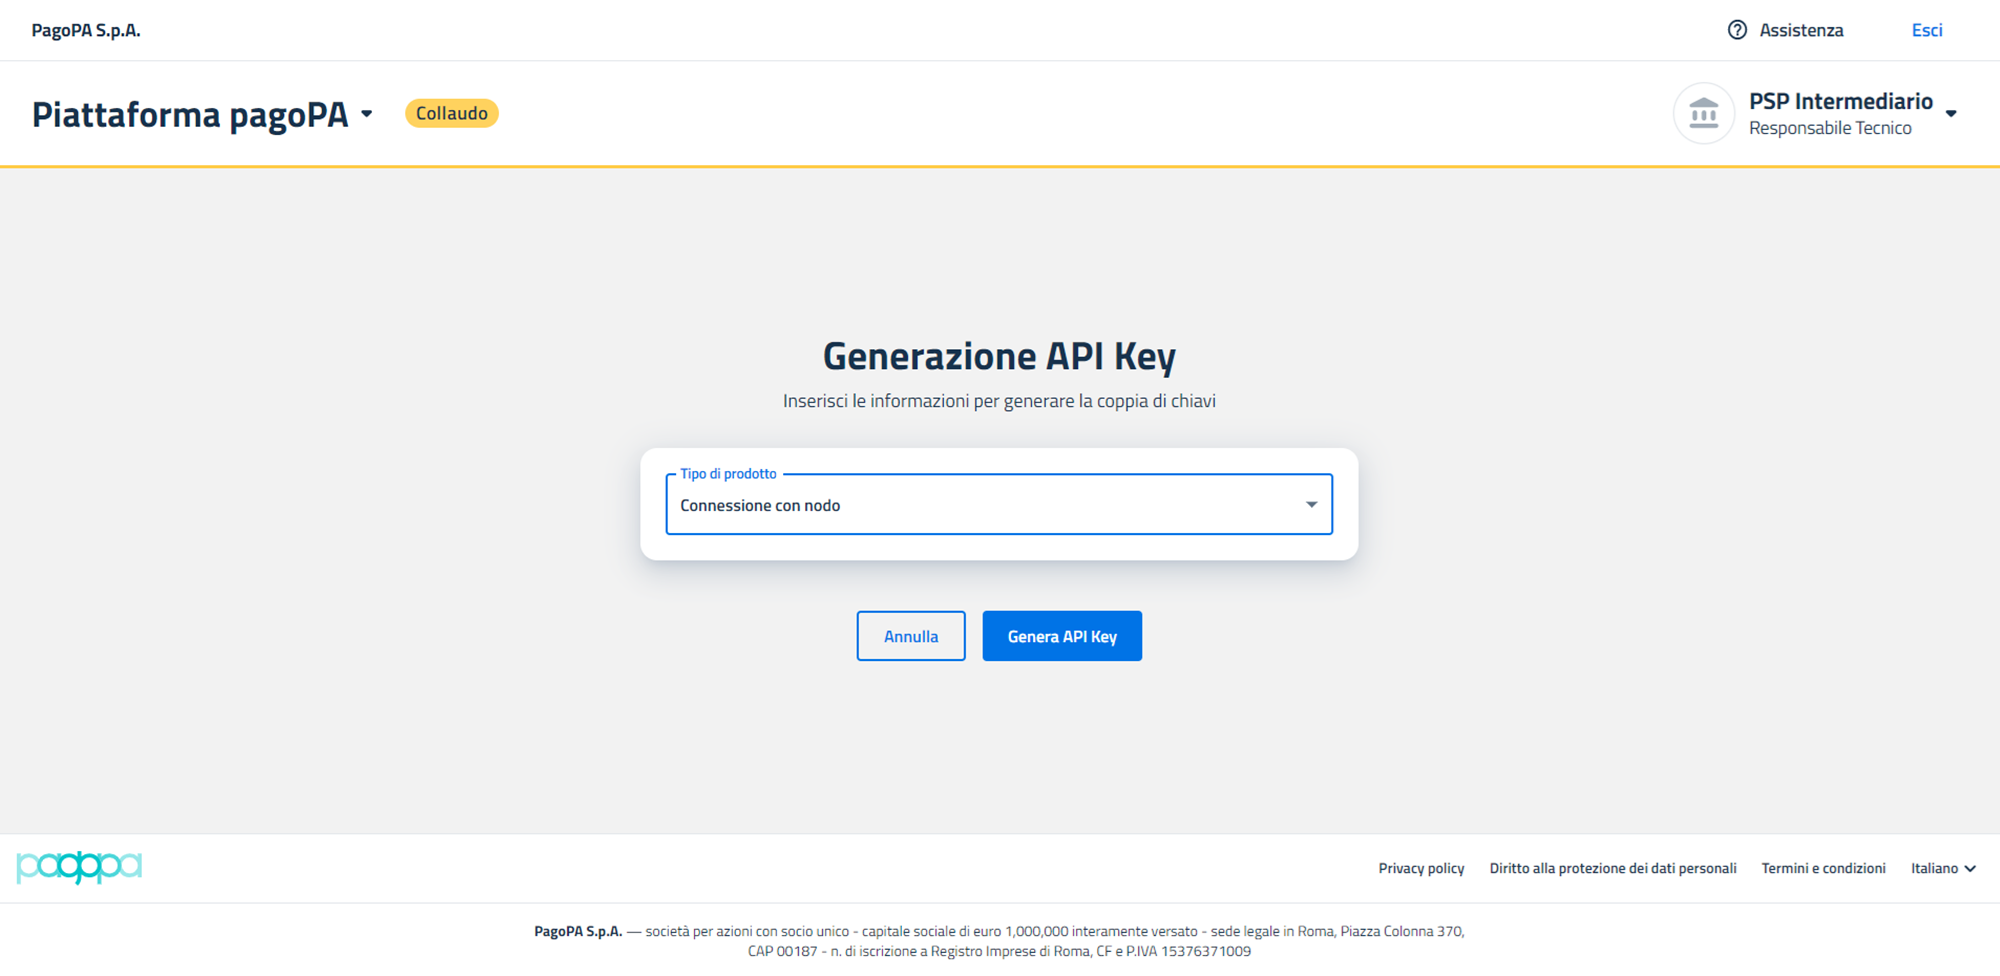 PagoPA S.p.A.
Assistenza
Esci
Piattaforma pagoPA
Collaudo
PSP Intermediario
Responsabile Tecnico
Generazione API Key
Inserisci le informazioni per generare la coppia di chiavi
Tipo di prodotto
Connessione con nodo
Annulla
Genera API Key
pagopa
Privacy policy
Diritto alla protezione dei dati personali
Termini e condizioni
Italiano
PagoPA S.p.A. — società per azioni con socio unico - capitale sociale di euro 1,000,000 interamente versato - sede legale in Roma, Piazza Colonna 370,
CAP 00187 - n. di iscrizione a Registro Imprese di Roma, CF e P.IVA 15376371009